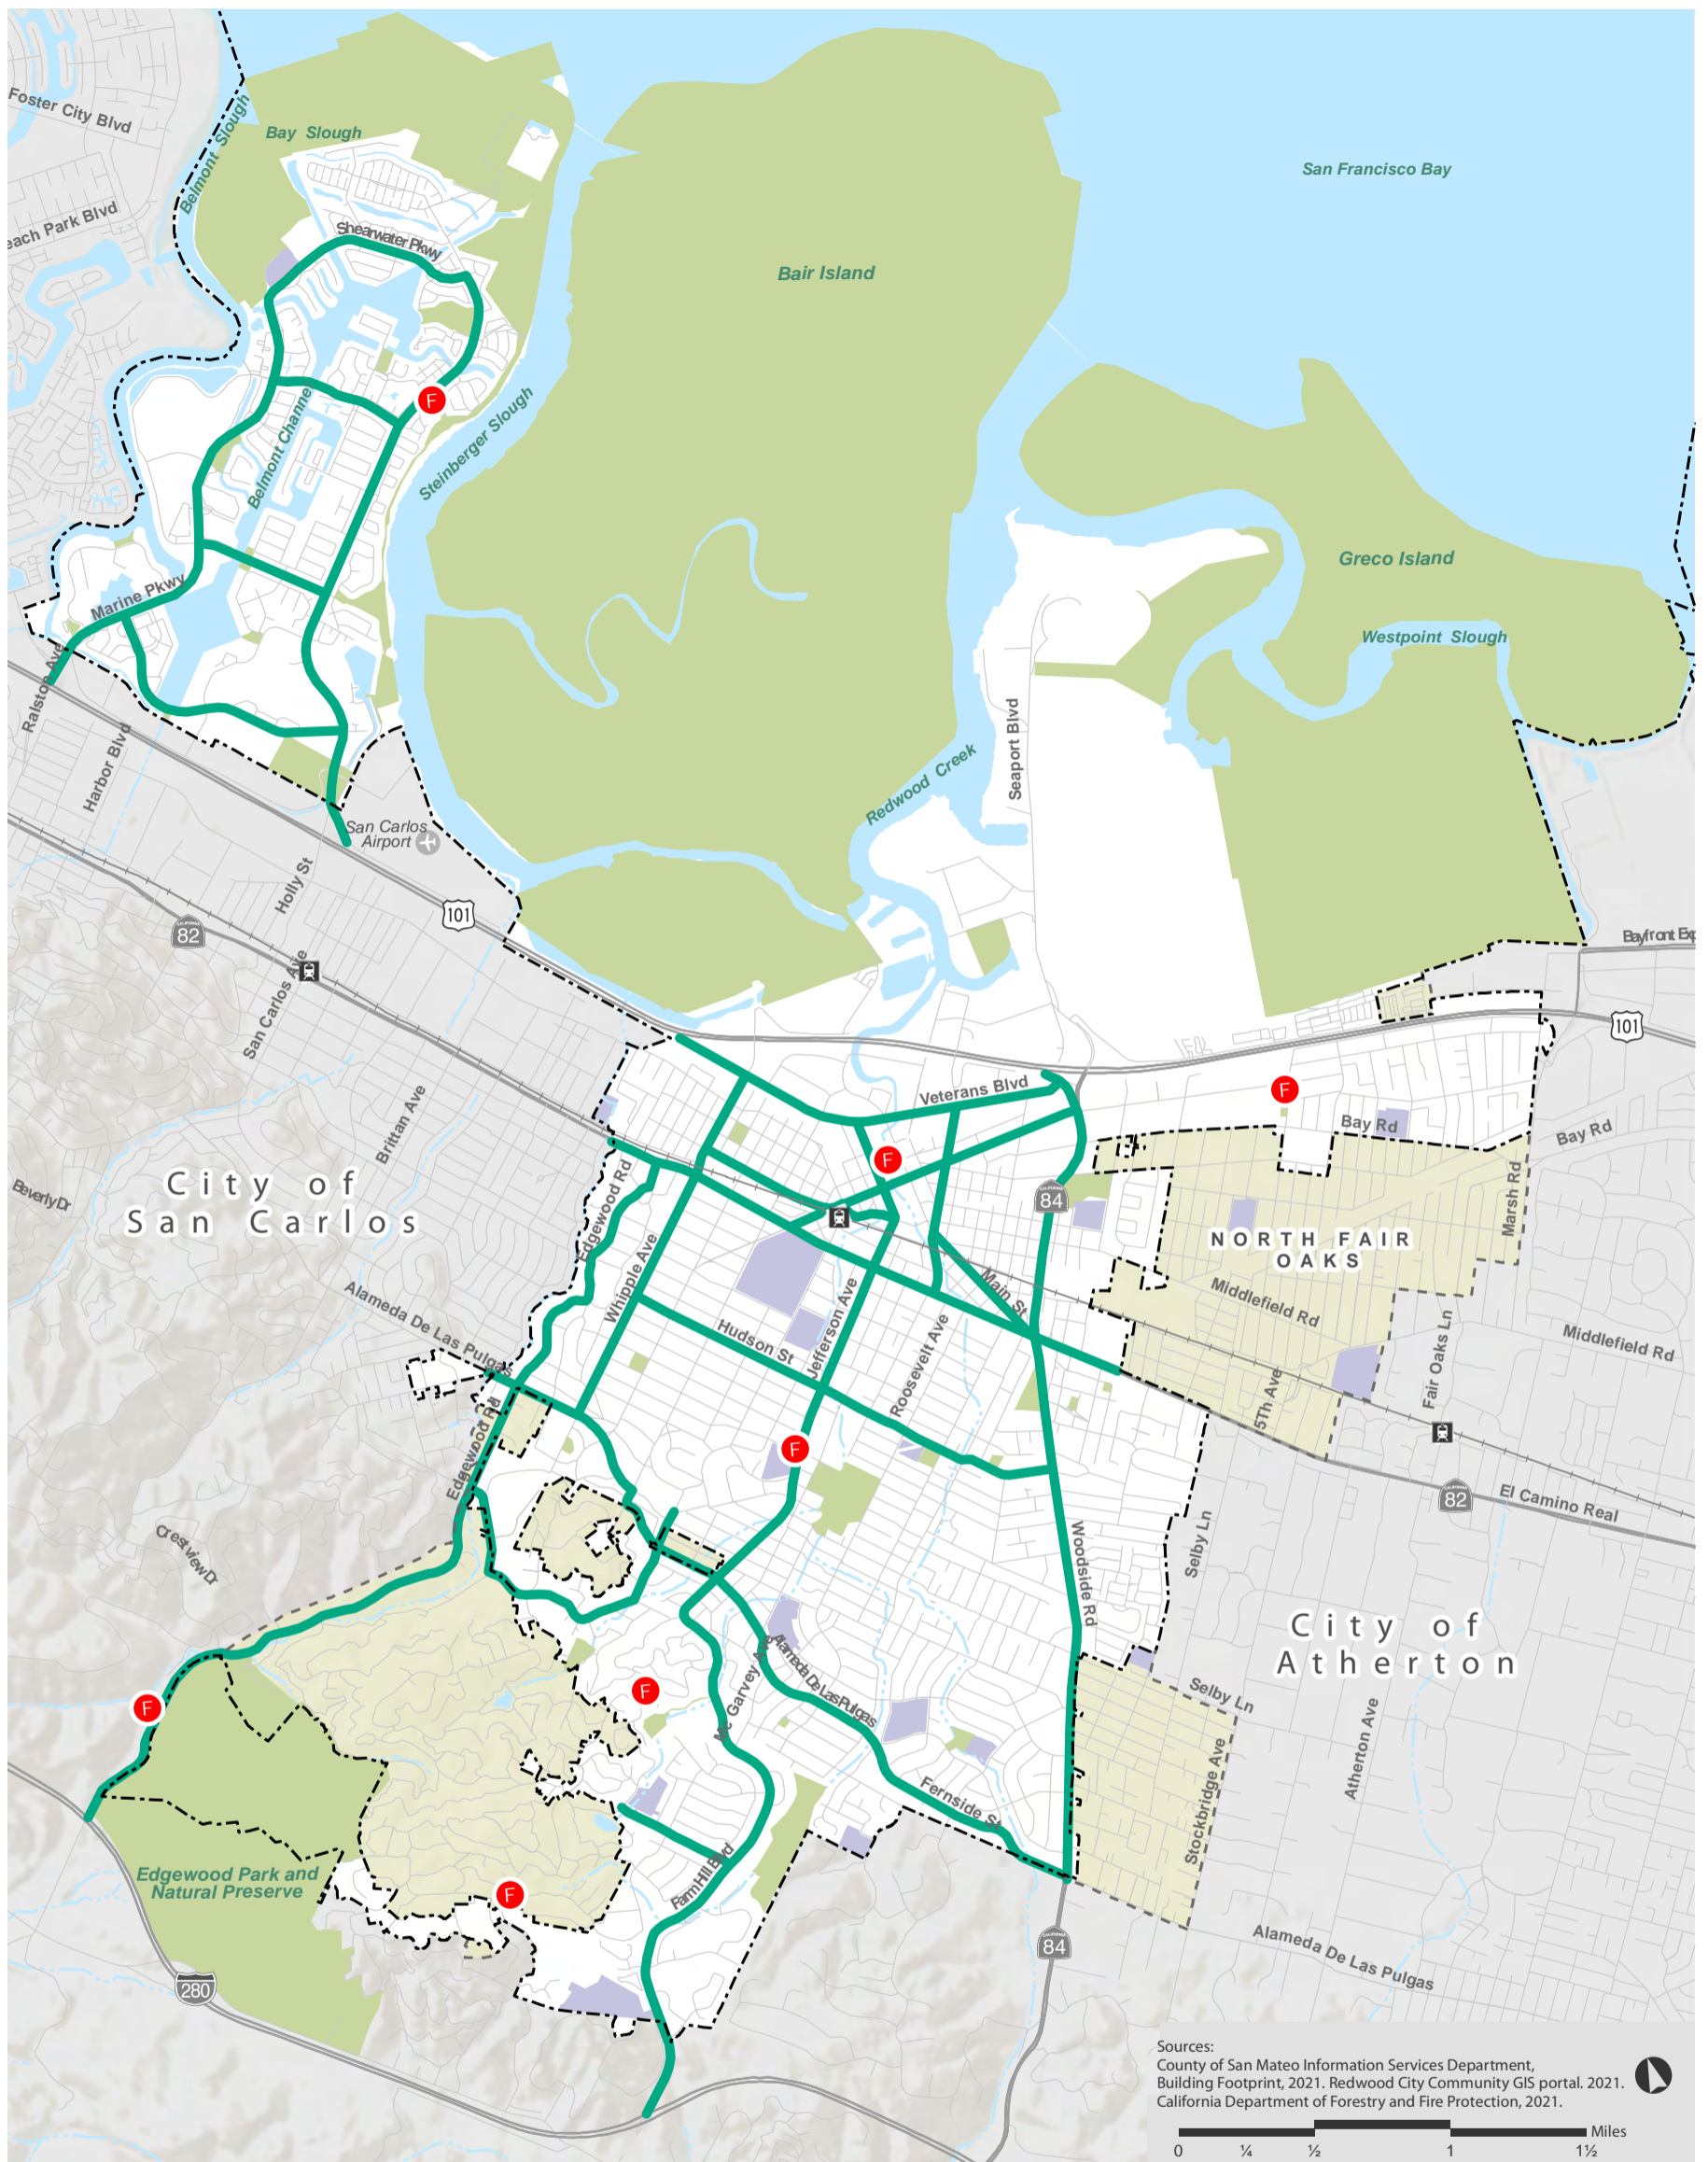 Foster City Blvd
Belmont Slough
Bay Slough
San Francisco Bay
each Park Blvd
Shearwater Pkwy
Bair Island
F
Belmont Channel
Steinberger Slough
Greco Island
Marine Pkwy
Westpoint Slough
Ralston Ave
Harbor Blvd
Seaport Blvd
Redwood Creek
San Carlos
Airport
Holly St
101
CALIFORNIA
82
San Carlos Ave
Bayfront Exp
101
Brittan Ave
Veterans Blvd
F
Bay Rd
Bay Rd
F
City of
San Carlos
Beverly Dr
Edgewood Rd
CALIFORNIA
84
Marsh Rd
NORTH FAIR
OAKS
Whipple Ave
Alameda De Las Pulgas
Main St
Middlefield Rd
Hudson St
Jefferson Ave
Roosevelt Ave
Fair Oaks Ln
Middlefield Rd
5Th Ave
Edgewood Rd
F
CALIFORNIA
82
El Camino Real
Crestview Dr
Woodside Rd
Selby Ln
City of
Atherton
Alameda De Las Pulgas
Mc Garvey Ave
F
F
Selby Ln
Atherton Ave
Stockbridge Ave
Fernside St
Farm Hill Blvd
Edgewood Park and
Natural Preserve
F
CALIFORNIA
84
Alameda De Las Pulgas
280
Sources:
County of San Mateo Information Services Department,
Building Footprint, 2021. Redwood City Community GIS portal. 2021.
California Department of Forestry and Fire Protection, 2021.
Miles
0 ¼ ½ 1 1½